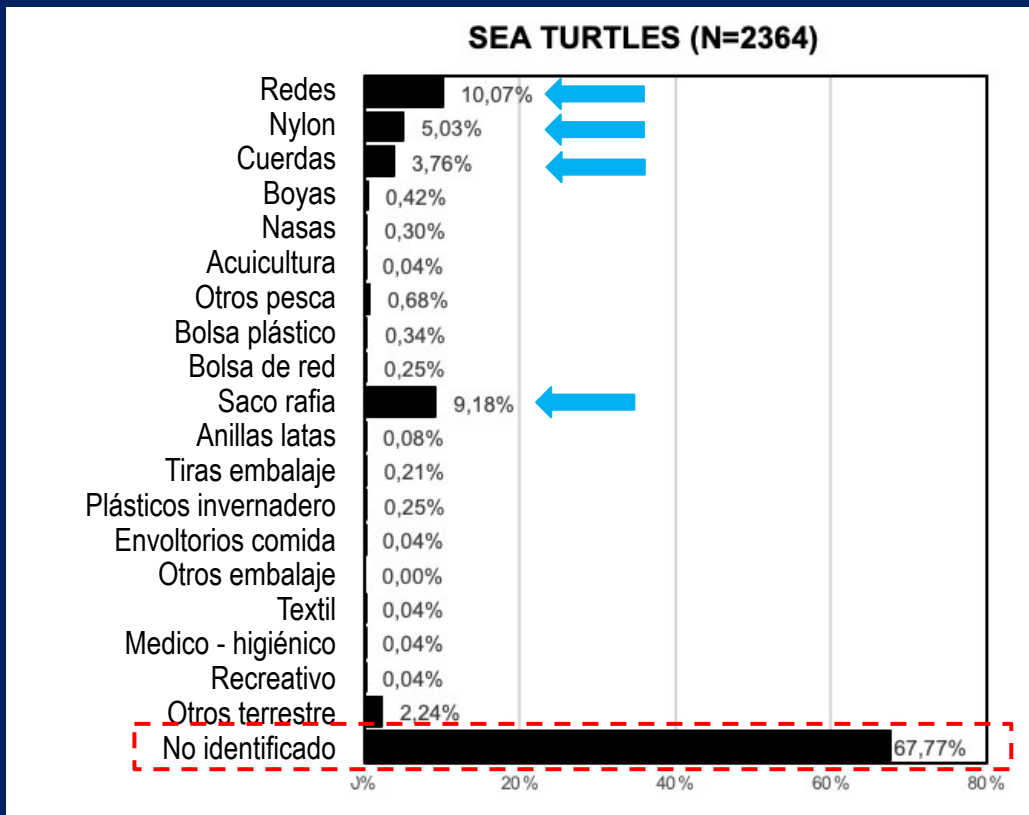 SEA TURTLES (N=2364)
Redes 10,07%
Nylon 5,03%
Cuerdas 3,76%
Boyas 0,42%
Nasas 0,30%
Acuicultura 0,04%
Otros pesca 0,68%
Bolsa plástico 0,34%
Bolsa de red 0,25%
Saco rafia 9,18%
Anillas latas 0,08%
Tiras embalaje 0,21%
Plásticos invernadero 0,25%
Envoltorios comida 0,04%
Otros embalaje 0,00%
Textil 0,04%
Medico - higiénico 0,04%
Recreativo 0,04%
Otros terrestre 2,24%
No identificado 67,77%
0% 20% 40% 60% 80%